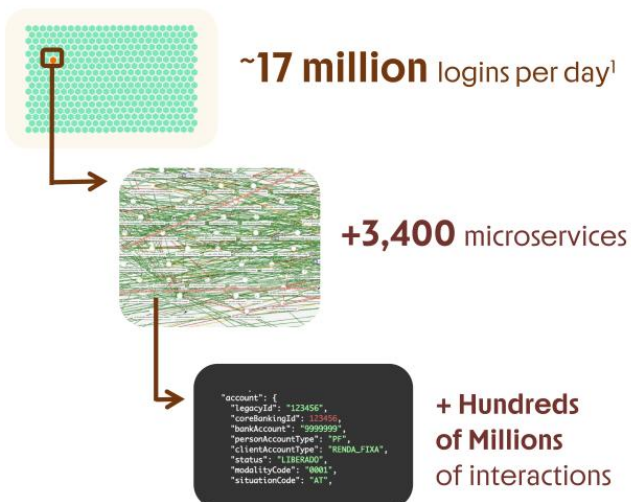 ~17 million logins per day¹
+3,400 microservices
"account": {
"legacyId": "123456",
"coreBankingId": 123456,
"bankAccount": "9999999",
"personAccountType": "PF",
"clientAccountType": "RENDA_FIXA",
"status": "LIBERADO",
"modalityCode": "0001",
"situationCode": "AT",
+ Hundreds
of Millions
of interactions